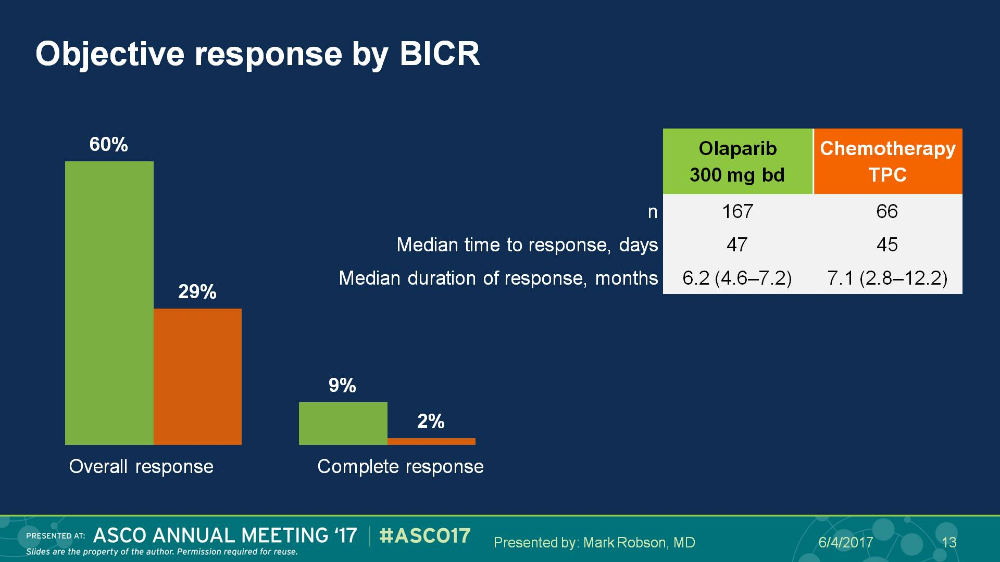 Objective response by BICR
60%
29%
Overall response
9%
2%
Complete response
Olaparib 300 mg bd
Chemotherapy TPC
n 167 66
Median time to response, days 47 45
Median duration of response, months 6.2 (4.6–7.2) 7.1 (2.8–12.2)
PRESENTED AT: ASCO ANNUAL MEETING ‘17 | #ASCO17
Slides are the property of the author. Permission required for reuse.
Presented by: Mark Robson, MD
6/4/2017
13